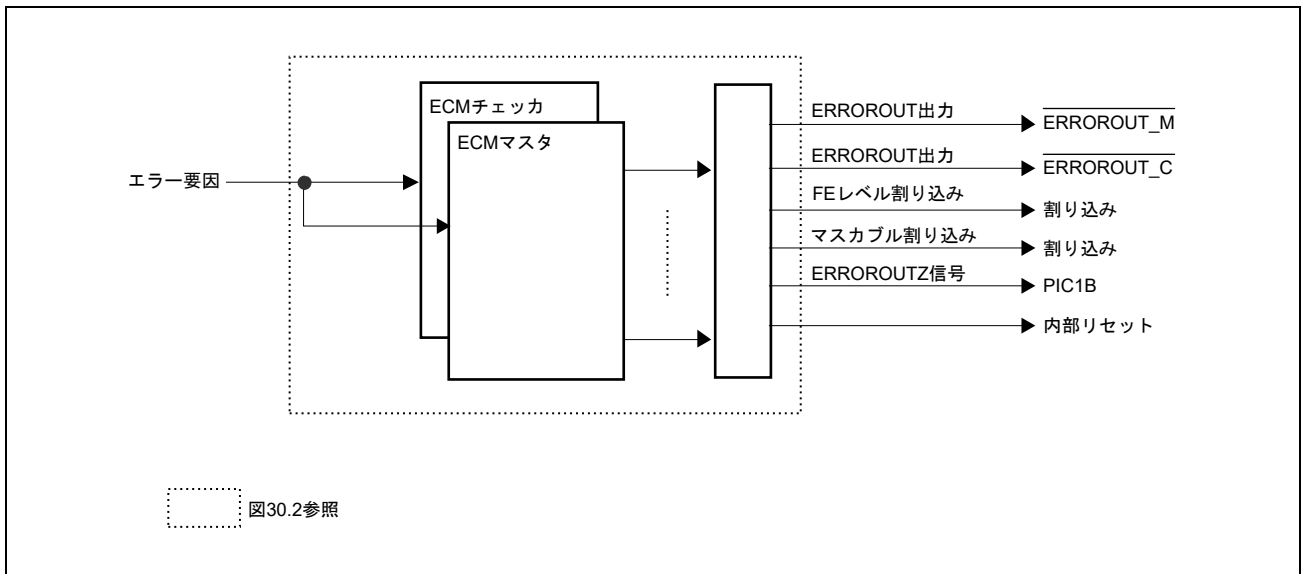 ECMチェッカ
ECMマスタ
エラー要因
ERROROUT出力
ERROROUT_M
ERROROUT出力
ERROROUT_C
FEレベル割り込み
割り込み
マスカブル割り込み
割り込み
ERROROUTZ信号
PIC1B
内部リセット
図30.2参照